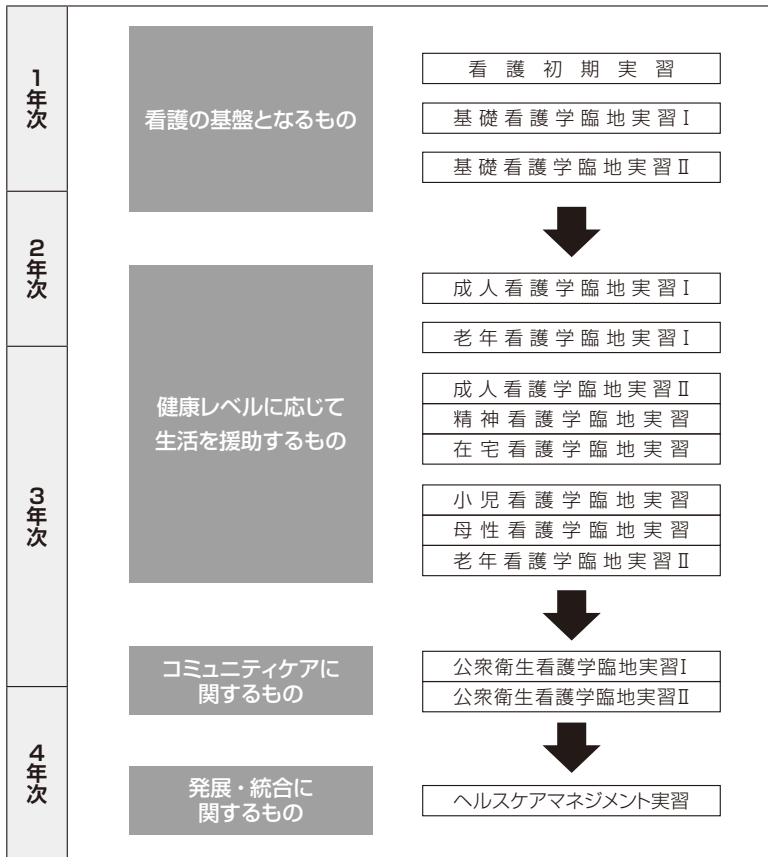 1年次
看護の基盤となるもの
看護初期実習
基礎看護学臨地実習Ⅰ
基礎看護学臨地実習Ⅱ
2年次
健康レベルに応じて
生活を援助するもの
成人看護学臨地実習Ⅰ
老年看護学臨地実習Ⅰ
3年次
成人看護学臨地実習Ⅱ
精神看護学臨地実習
在宅看護学臨地実習
小児看護学臨地実習
母性看護学臨地実習
老年看護学臨地実習Ⅱ
コミュニティケアに
関するもの
公衆衛生看護学臨地実習Ⅰ
公衆衛生看護学臨地実習Ⅱ
4年次
発展・統合に
関するもの
ヘルスケアマネジメント実習